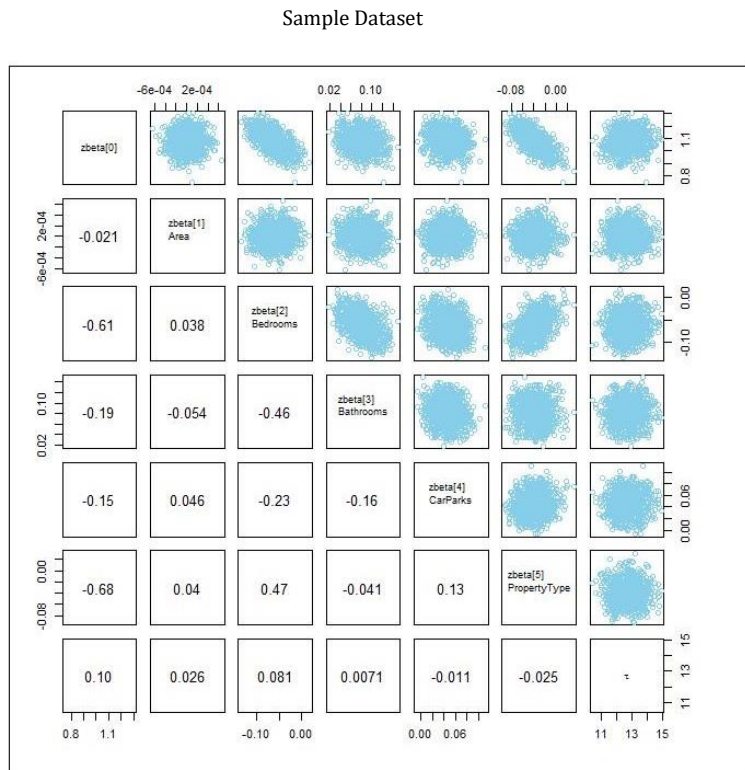 Sample Dataset
-6e-04 2e-04 0.02 0.10 -0.08 0.00
zbeta[0] 0.8 1.1
-6e-04 2e-04 -0.021 zbeta[1]
Area
-0.61 0.038 zbeta[2]
Bedrooms -0.10 0.00
0.02 0.10 -0.19 -0.054 -0.46 zbeta[3]
Bathrooms
-0.15 0.046 -0.23 -0.16 zbeta[4]
CarParks 0.00 0.06
-0.08 0.00 -0.68 0.04 0.47 -0.041 0.13 zbeta[5]
PropertyType
0.10 0.026 0.081 0.0071 -0.011 -0.025 τ 11 13 15
0.8 1.1 -0.10 0.00 0.00 0.06 11 13 15